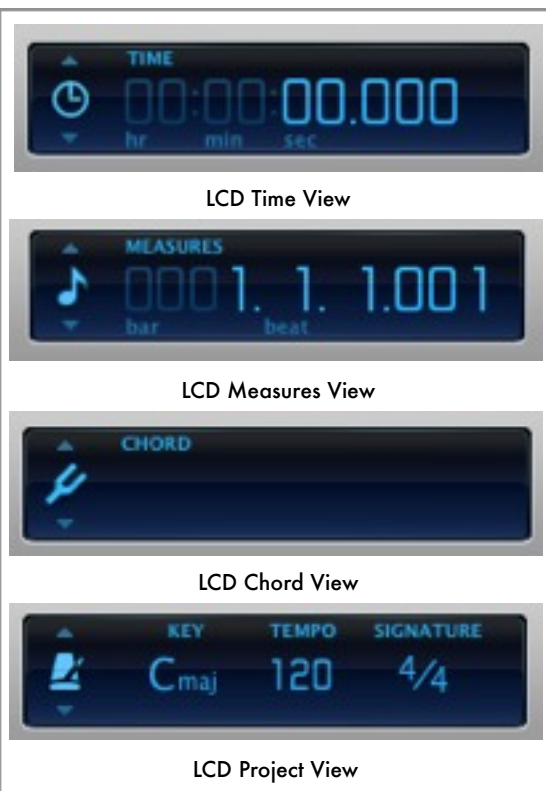 TIME
00:00:00.000
hr min sec
LCD Time View
MEASURES
0001. 1. 1.001
bar beat
LCD Measures View
CHORD
LCD Chord View
KEY TEMPO SIGNATURE
Cmaj 120 4/4
LCD Project View